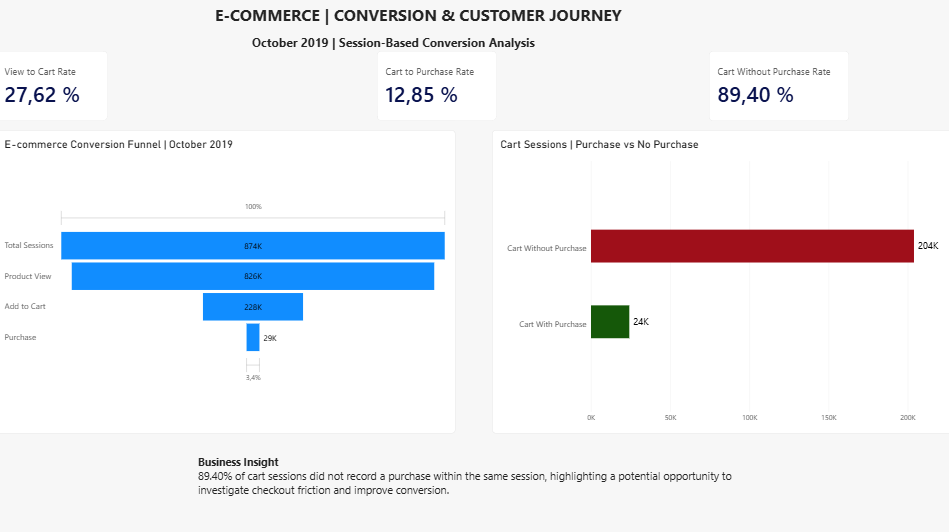 E-COMMERCE | CONVERSION & CUSTOMER JOURNEY
October 2019 | Session-Based Conversion Analysis
View to Cart Rate
27,62 %
Cart to Purchase Rate
12,85 %
Cart Without Purchase Rate
89,40 %
E-commerce Conversion Funnel | October 2019
100%
Total Sessions
874K
Product View
826K
Add to Cart
228K
Purchase
29K
3,4%
Cart Sessions | Purchase vs No Purchase
Cart Without Purchase
204K
Cart With Purchase
24K
0K
50K
100K
150K
200K
Business Insight
89.40% of cart sessions did not record a purchase within the same session, highlighting a potential opportunity to
investigate checkout friction and improve conversion.